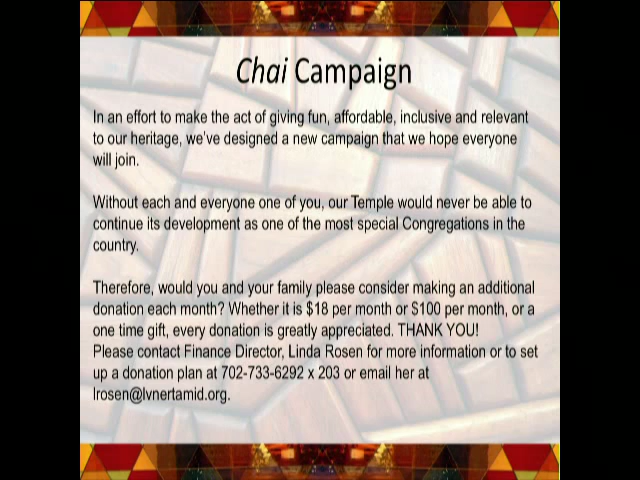 Chai Campaign
In an effort to make the act of giving fun, affordable, inclusive and relevant
to our heritage, we've designed a new campaign that we hope everyone
will join.
Without each and everyone one of you, our Temple would never be able to
continue its development as one of the most special Congregations in the
country.
Therefore, would you and your family please consider making an additional
donation each month? Whether it is $18 per month or $100 per month, or a
one time gift, every donation is greatly appreciated. THANK YOU!
Please contact Finance Director, Linda Rosen for more information or to set
up a donation plan at 702-733-6292 x 203 or email her at
lrosen@lvnertamid.org.